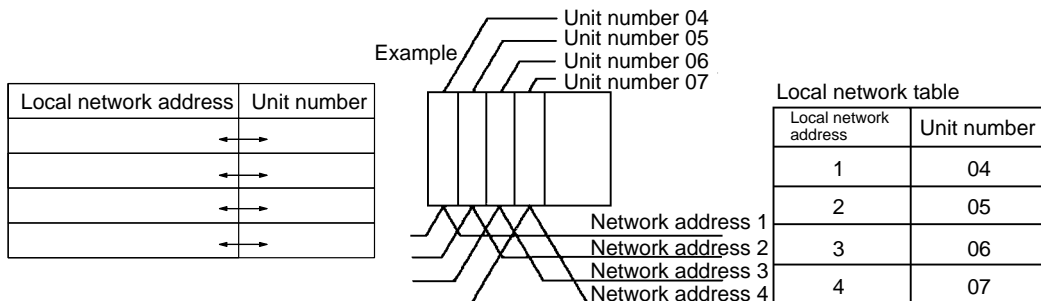 Local network address Unit number
Example
Unit number 04
Unit number 05
Unit number 06
Unit number 07
Network address 1
Network address 2
Network address 3
Network address 4
Local network table
Local network address Unit number
1 04
2 05
3 06
4 07